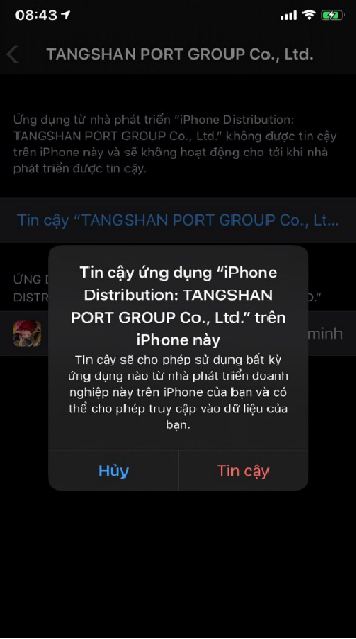 08:43
TANGSHAN PORT GROUP Co., Ltd.
Ứng dụng từ nhà phát triển “iPhone Distribution:
TANGSHAN PORT GROUP Co., Ltd.” không được tin cậy
trên iPhone này và sẽ không hoạt động cho tới khi nhà
phát triển được tin cậy.
Tin cậy “TANGSHAN PORT GROUP Co., Lt...
ỨNG D
DISTR
Tin cậy ứng dụng “iPhone
Distribution: TANGSHAN
PORT GROUP Co., Ltd.” trên
iPhone này
Tin cậy sẽ cho phép sử dụng bất kỳ
ứng dụng nào từ nhà phát triển doanh
nghiệp này trên iPhone của bạn và có
thể cho phép truy cập vào dữ liệu của
bạn.
minh
Hủy
Tin cậy